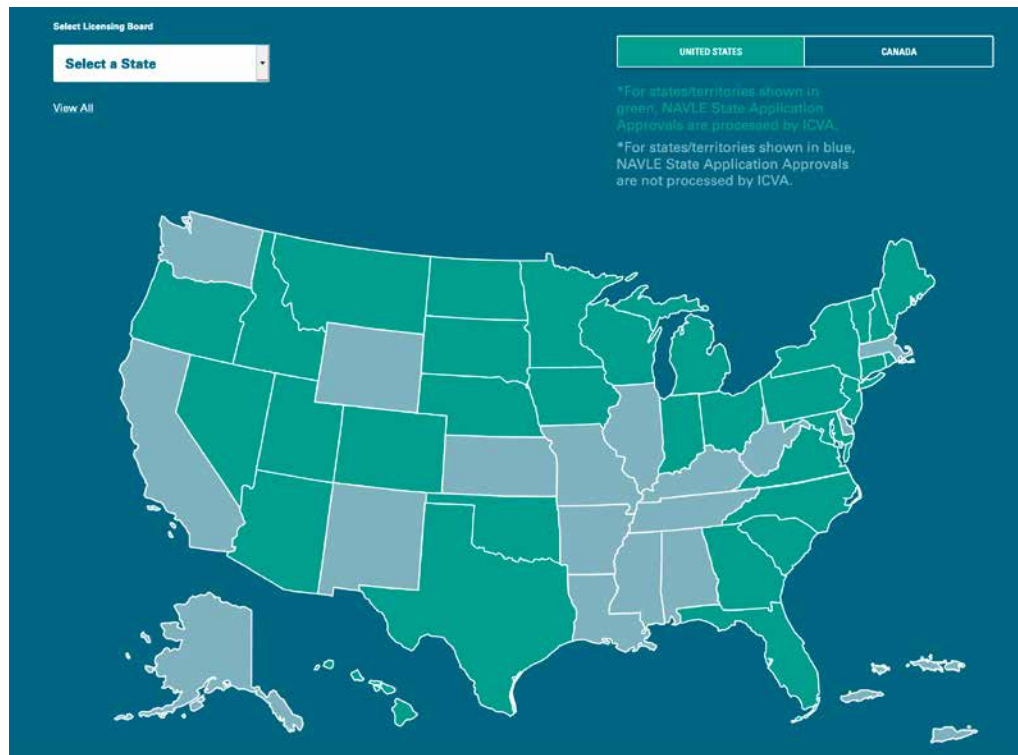 Select Licensing Board
Select a State
View All
UNITED STATES
CANADA
*For states/territories shown in
green, NAVLE State Application
Approvals are processed by ICVA.
*For states/territories shown in blue,
NAVLE State Application Approvals
are not processed by ICVA.